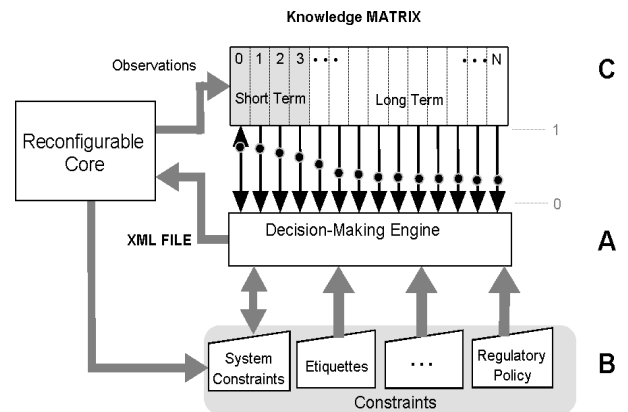 Knowledge MATRIX
0 1 2 3 ••• ••• N
Short Term Long Term
C
Observations
Reconfigurable
Core
1
0
XML FILE
Decision-Making Engine
A
System
Constraints
Etiquettes
•••
Regulatory
Policy
B
Constraints